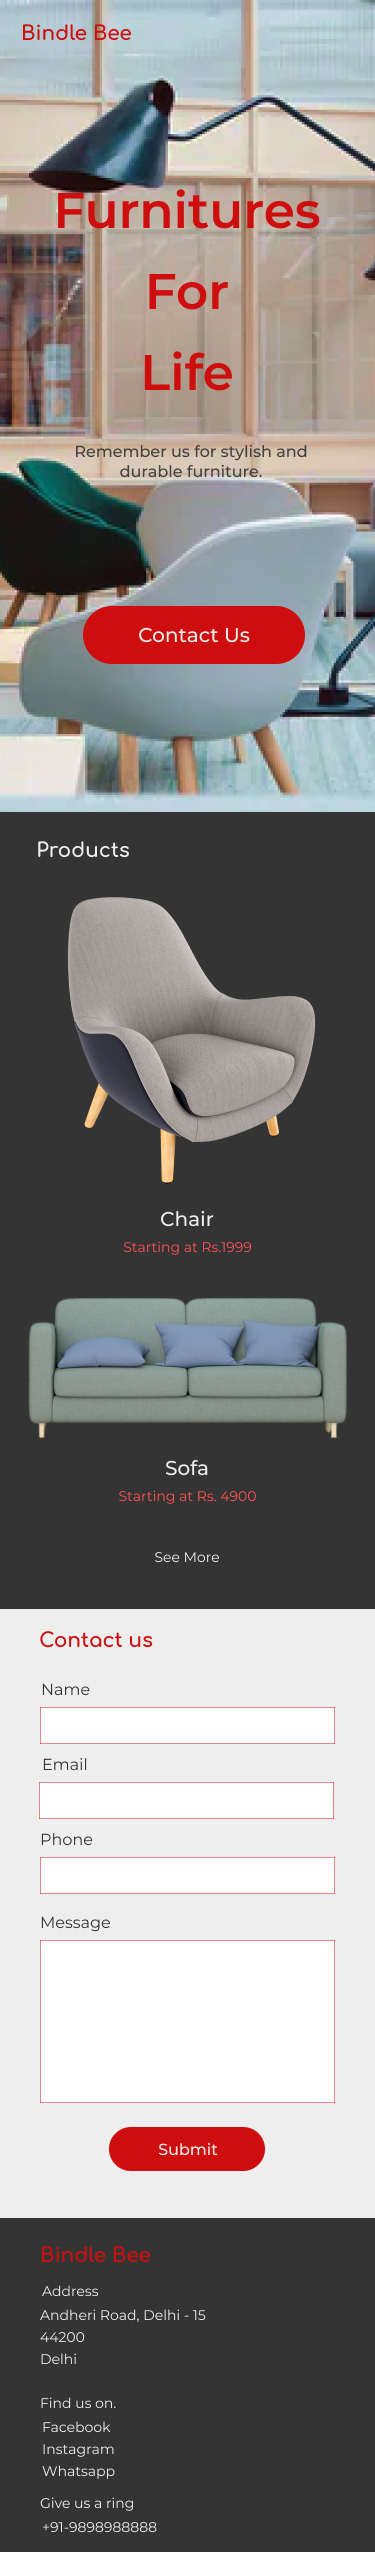 Bindle Bee
Furnitures
For
Life
Remember us for stylish and
durable furniture.
Contact Us
Products
Chair
Starting at Rs.1999
Sofa
Starting at Rs. 4900
See More
Contact us
Name
Email
Phone
Message
Submit
Bindle Bee
Address
Andheri Road, Delhi - 15
44200
Delhi
Find us on.
Facebook
Instagram
Whatsapp
Give us a ring
+91-9898988888